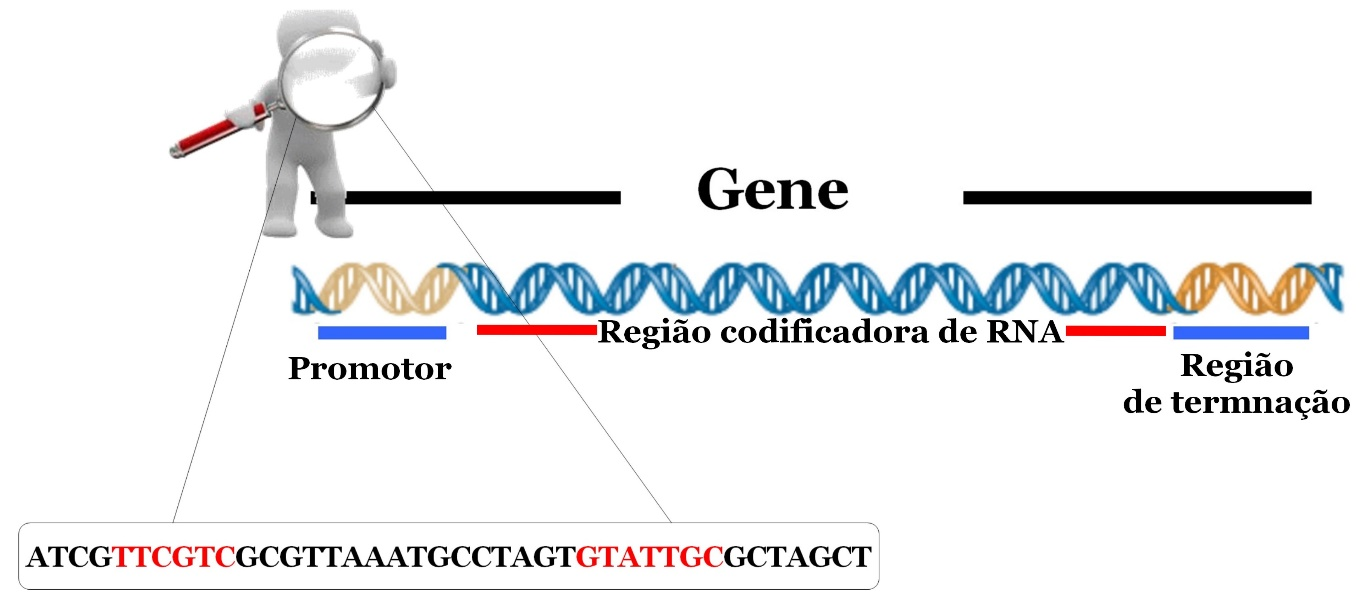 Gene
Região codificadora de RNA
Promotor
Região
de termnação
ATCGTTCGTCGCGTTAAATGCCTAGTGTATTGCGCTAGCT